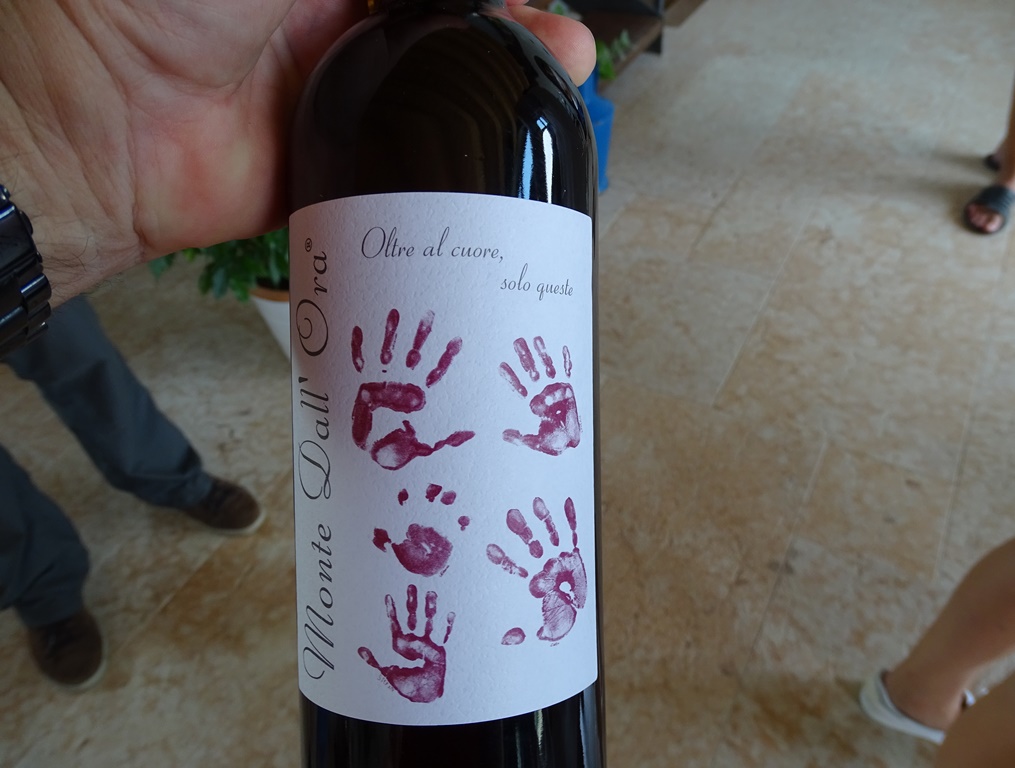 Oltre al cuore,
solo queste
Monte Dall' Ora®